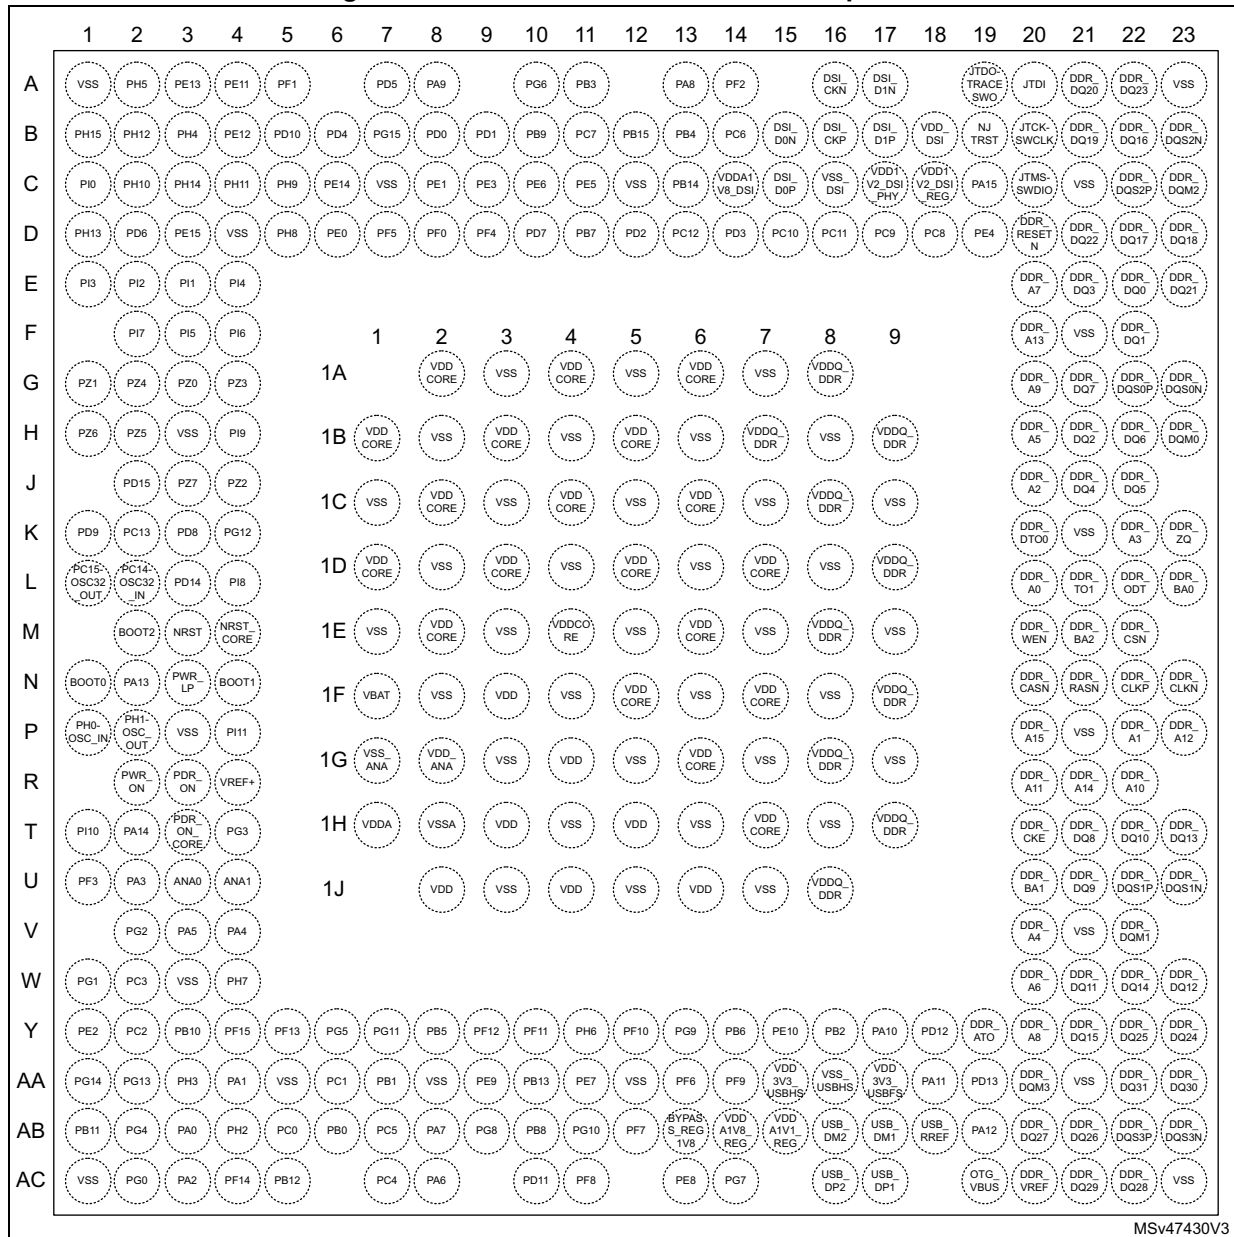 1 2 3 4 5 6 7 8 9 10 11 12 13 14 15 16 17 18 19 20 21 22 23
A VSS PH5 PE13 PE11 PF1 PD5 PA9 PG6 PB3 PA8 PF2 DSI_CKN DSI_D1N JTDO-TRACESWO JTDI DDR_DQ20 DDR_DQ23 VSS
B PH15 PH12 PH4 PE12 PD10 PD4 PG15 PD0 PD1 PB9 PC7 PB15 PB4 PC6 DSI_D0N DSI_CKP DSI_D1P VDD_DSI NJTRST JTCK-SWCLK DDR_DQ19 DDR_DQ16 DDR_DQS2N
C PI0 PH10 PH14 PH11 PH9 PE14 VSS PE1 PE3 PE6 PE5 VSS PB14 VDDA1V8_DSI DSI_D0P VSS_DSI VDD1V2_DSI_PHY VDD1V2_DSI_REG PA15 JTMS-SWDIO VSS DDR_DQS2P DDR_DQM2
D PH13 PD6 PE15 VSS PH8 PE0 PF5 PF0 PF4 PD7 PB7 PD2 PC12 PD3 PC10 PC11 PC9 PC8 PE4 DDR_RESETN DDR_DQ22 DDR_DQ17 DDR_DQ18
E PI3 PI2 PI1 PI4 DDR_A7 DDR_DQ3 DDR_DQ0 DDR_DQ21
F PI7 PI5 PI6 DDR_A13 VSS DDR_DQ1
1 2 3 4 5 6 7 8 9
1A VDDCORE VSS VDDCORE VSS VDDCORE VSS VDDQ_DDR
G PZ1 PZ4 PZ0 PZ3 DDR_A9 DDR_DQ7 DDR_DQS0P DDR_DQS0N
H PZ6 PZ5 VSS PI9 DDR_A5 DDR_DQ2 DDR_DQ6 DDR_DQM0
1B VDDCORE VSS VDDCORE VSS VDDCORE VSS VDDQ_DDR VSS VDDQ_DDR
J PD15 PZ7 PZ2 DDR_A2 DDR_DQ4 DDR_DQ5
1C VSS VDDCORE VSS VDDCORE VSS VDDCORE VSS VDDQ_DDR VSS
K PD9 PC13 PD8 PG12 DDR_DTO0 VSS DDR_A3 DDR_ZQ
1D VDDCORE VSS VDDCORE VSS VDDCORE VSS VDDCORE VSS VDDQ_DDR
L PC15-OSC32_OUT PC14-OSC32_IN PD14 PI8 DDR_A0 DDR_TO1 DDR_ODT DDR_BA0
M BOOT2 NRST NRST_CORE DDR_WEN DDR_BA2 DDR_CSN
1E VSS VDDCORE VSS VDDCORE VSS VDDCORE VSS VDDQ_DDR VSS
N BOOT0 PA13 PWR_LP BOOT1 DDR_CASN DDR_RASN DDR_CLKP DDR_CLKN
1F VBAT VSS VDD VSS VDDCORE VSS VDDCORE VSS VDDQ_DDR
P PH0-OSC_IN PH1-OSC_OUT VSS PI11 DDR_A15 VSS DDR_A1 DDR_A12
1G VSS_ANA VDD_ANA VSS VDD VSS VDDCORE VSS VDDQ_DDR VSS
R PWR_ON PDR_ON VREF+ DDR_A11 DDR_A14 DDR_A10
1H VDDA VSSA VDD VSS VDD VSS VDDCORE VSS VDDQ_DDR
T PI10 PA14 PDR_ON_CORE PG3 DDR_CKE DDR_DQ8 DDR_DQ10 DDR_DQ13
U PF3 PA3 ANA0 ANA1 DDR_BA1 DDR_DQ9 DDR_DQS1P DDR_DQS1N
1J VDD VSS VDD VSS VDD VSS VDDQ_DDR
V PG2 PA5 PA4 DDR_A4 VSS DDR_DQM1
W PG1 PC3 VSS PH7 DDR_A6 DDR_DQ11 DDR_DQ14 DDR_DQ12
Y PE2 PC2 PB10 PF15 PF13 PG5 PG11 PB5 PF12 PF11 PH6 PF10 PG9 PB6 PE10 PB2 PA10 PD12 DDR_ATO DDR_A8 DDR_DQ15 DDR_DQ25 DDR_DQ24
AA PG14 PG13 PH3 PA1 VSS PC1 PB1 VSS PE9 PB13 PE7 VSS PF6 PF9 VDD3V3_USBHS VSS_USBHS VDD3V3_USBFS PA11 PD13 DDR_DQM3 VSS DDR_DQ31 DDR_DQ30
AB PB11 PG4 PA0 PH2 PC0 PB0 PC5 PA7 PG8 PB8 PG10 PF7 BYPASS_REG1V8 VDDA1V8_REG VDDA1V1_REG USB_DM2 USB_DM1 USB_RREF PA12 DDR_DQ27 DDR_DQ26 DDR_DQS3P DDR_DQS3N
AC VSS PG0 PA2 PF14 PB12 PC4 PA6 PD11 PF8 PE8 PG7 USB_DP2 USB_DP1 OTG_VBUS DDR_VREF DDR_DQ29 DDR_DQ28 VSS
MSv47430V3